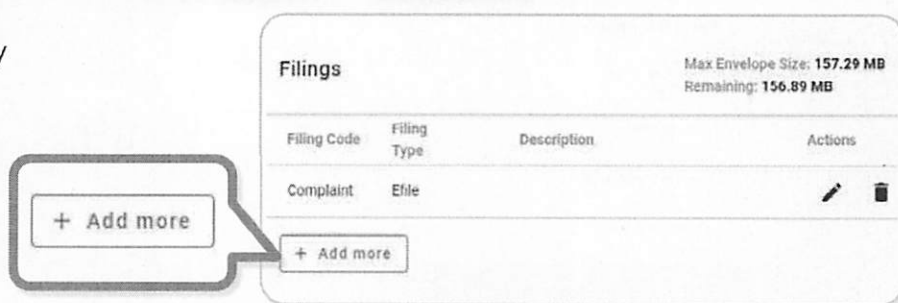 Filings
Max Envelope Size: 157.29 MB
Remaining: 156.89 MB
Filing Code Filing Type Description Actions
Complaint Efile
+ Add more
+ Add more